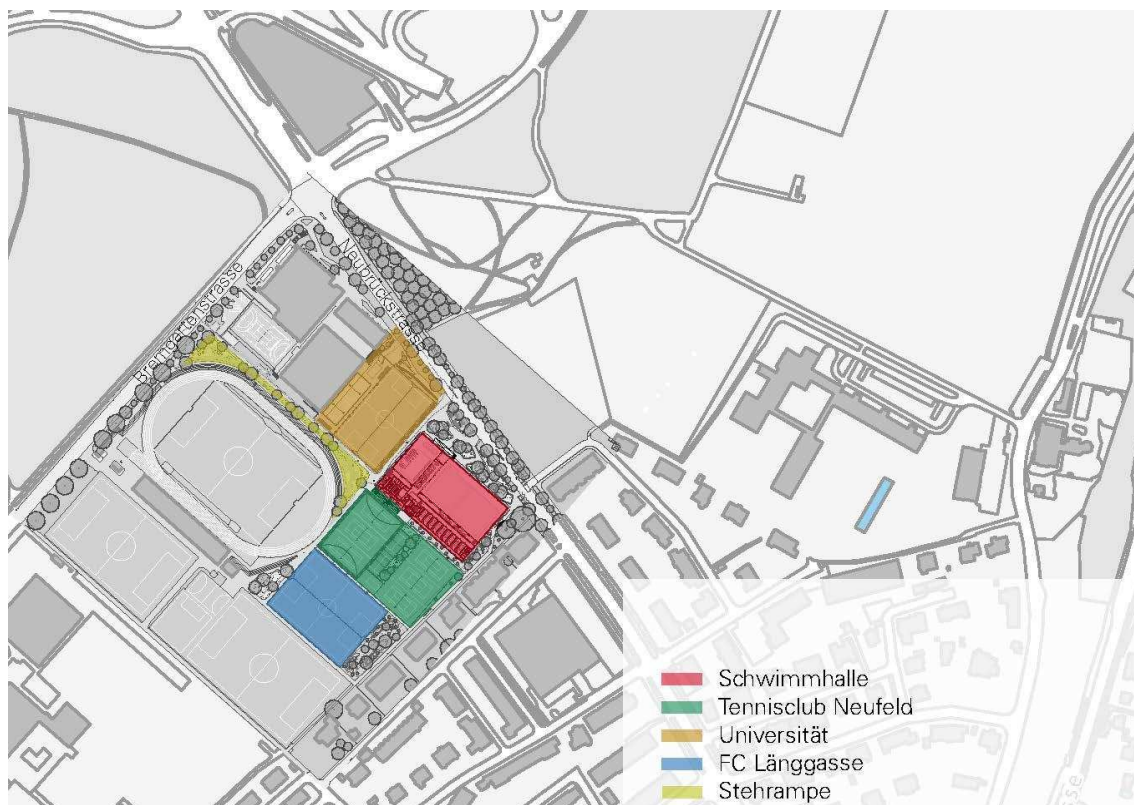 Neubrückstrasse
Bremgartenstrasse
Schwimmhalle
Tennisclub Neufeld
Universität
FC Länggasse
Stehrampe